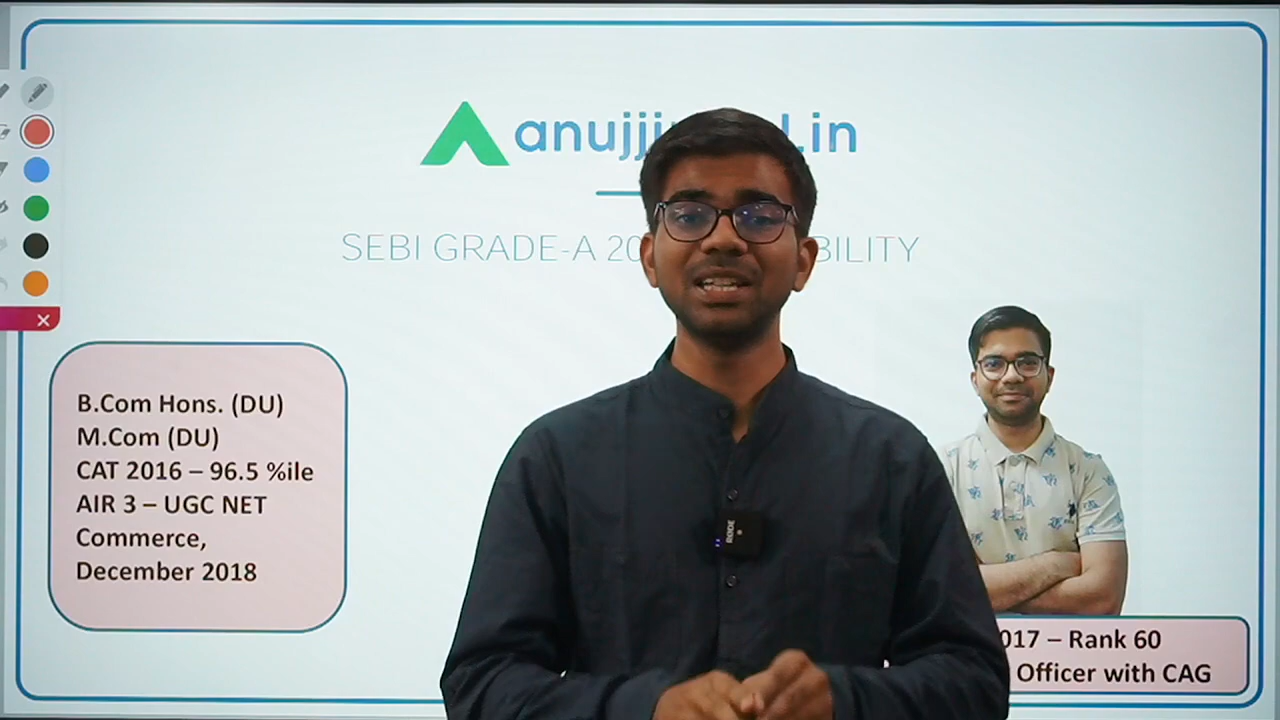 anujj l.in
SEBI GRADE-A 20 BILITY
B.Com Hons. (DU)
M.Com (DU)
CAT 2016 – 96.5 %ile
AIR 3 – UGC NET
Commerce,
December 2018
017 – Rank 60
Officer with CAG
RODE